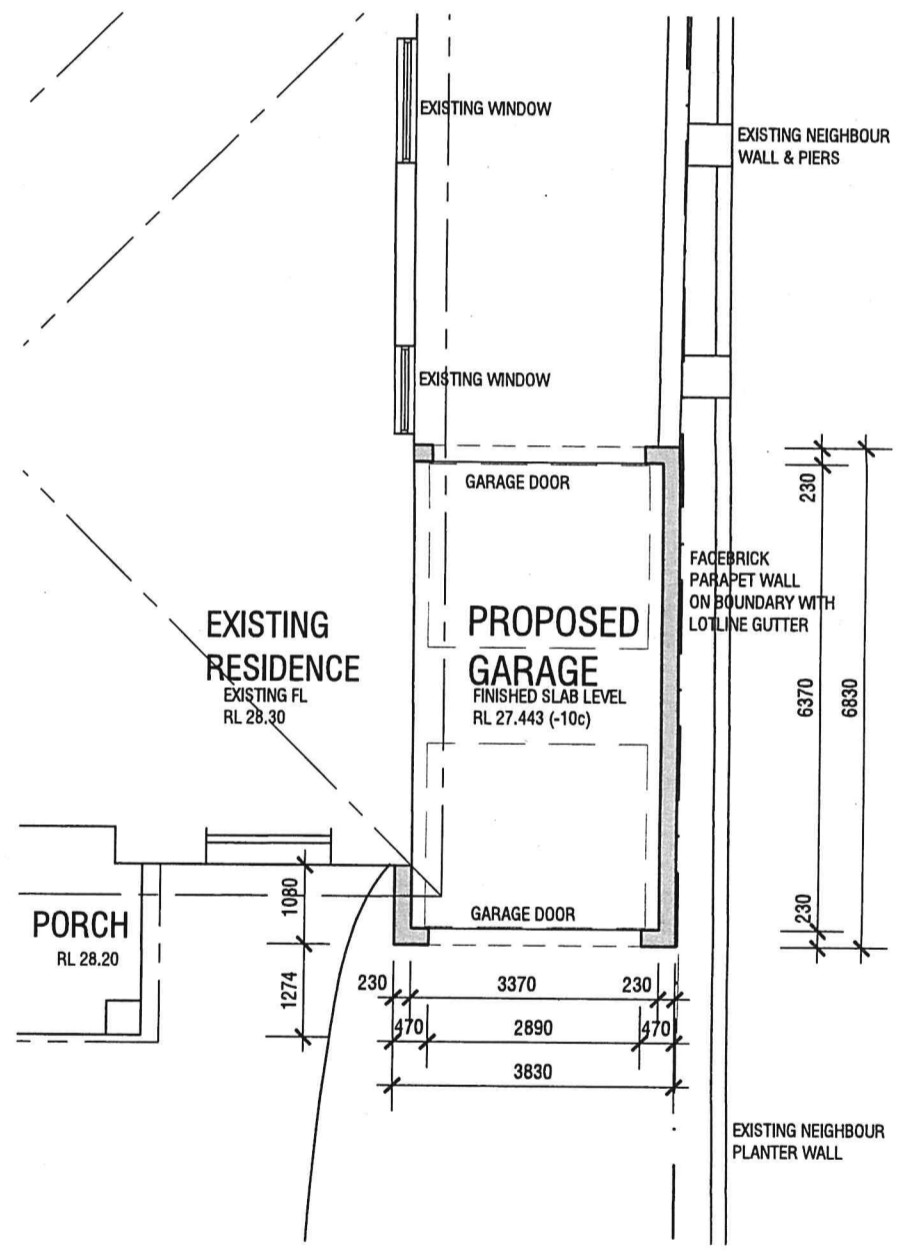 EXISTING WINDOW
EXISTING NEIGHBOUR
WALL & PIERS
EXISTING WINDOW
GARAGE DOOR
230
FACEBRICK
PARAPET WALL
ON BOUNDARY WITH
LOTLINE GUTTER
EXISTING
RESIDENCE
EXISTING FL
RL 28.30
PROPOSED
GARAGE
FINISHED SLAB LEVEL
RL 27.443 (-10c)
6370
6830
1080
GARAGE DOOR
230
PORCH
RL 28.20
1274
230
3370
230
470
2890
470
3830
EXISTING NEIGHBOUR
PLANTER WALL